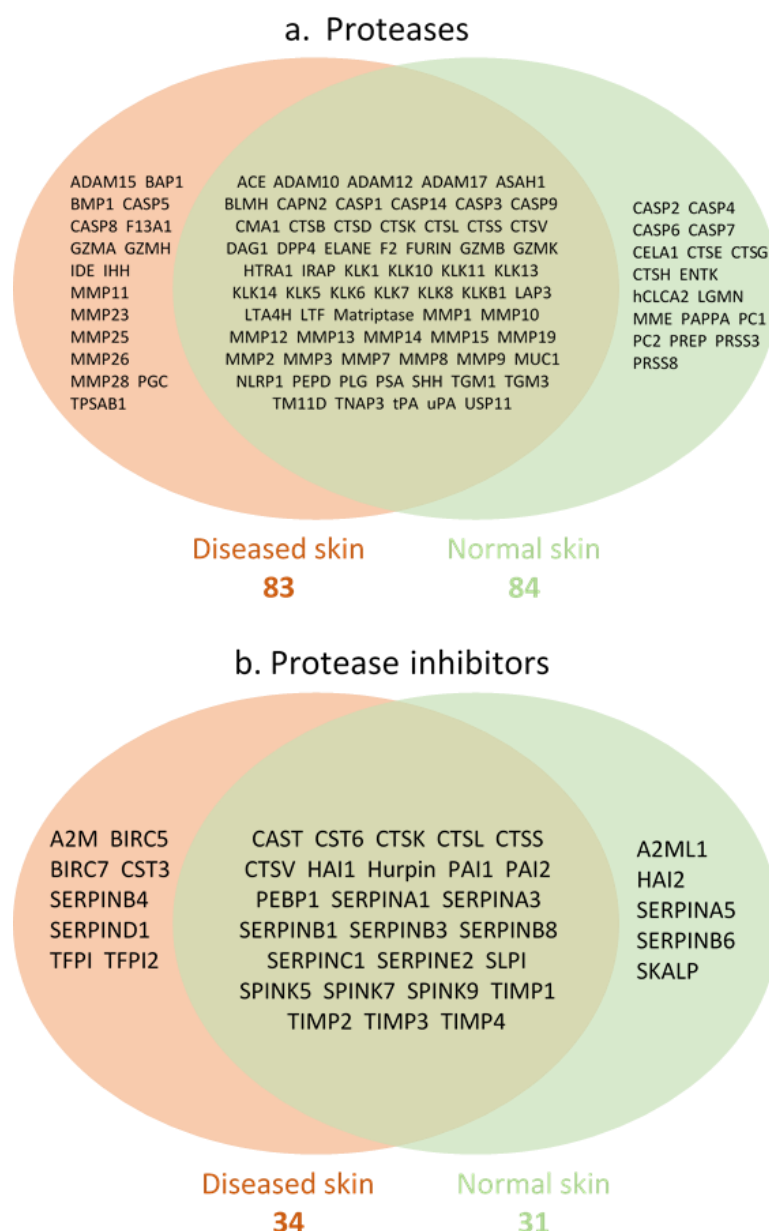 a. Proteases
ADAM15 BAP1
BMP1 CASP5
CASP8 F13A1
GZMA GZMH
IDE IHH
MMP11
MMP23
MMP25
MMP26
MMP28 PGC
TPSAB1
ACE ADAM10 ADAM12 ADAM17 ASAH1
BLMH CAPN2 CASP1 CASP14 CASP3 CASP9
CMA1 CTSB CTSD CTSK CTSL CTSS CTSV
DAG1 DPP4 ELANE F2 FURIN GZMB GZMK
HTRA1 IRAP KLK1 KLK10 KLK11 KLK13
KLK14 KLK5 KLK6 KLK7 KLK8 KLKB1 LAP3
LTA4H LTF Matriptase MMP1 MMP10
MMP12 MMP13 MMP14 MMP15 MMP19
MMP2 MMP3 MMP7 MMP8 MMP9 MUC1
NLRP1 PEPD PLG PSA SHH TGM1 TGM3
TM11D TNAP3 tPA uPA USP11
CASP2 CASP4
CASP6 CASP7
CELA1 CTSE CTSG
CTSH ENTK
hCLCA2 LGMN
MME PAPPA PC1
PC2 PREP PRSS3
PRSS8
Diseased skin
83
Normal skin
84
b. Protease inhibitors
A2M BIRC5
BIRC7 CST3
SERPINB4
SERPIND1
TFPI TFPI2
CAST CST6 CTSK CTSL CTSS
CTSV HAI1 Hurpin PAI1 PAI2
PEBP1 SERPINA1 SERPINA3
SERPINB1 SERPINB3 SERPINB8
SERPINC1 SERPINE2 SLPI
SPINK5 SPINK7 SPINK9 TIMP1
TIMP2 TIMP3 TIMP4
A2ML1
HAI2
SERPINA5
SERPINB6
SKALP
Diseased skin
34
Normal skin
31